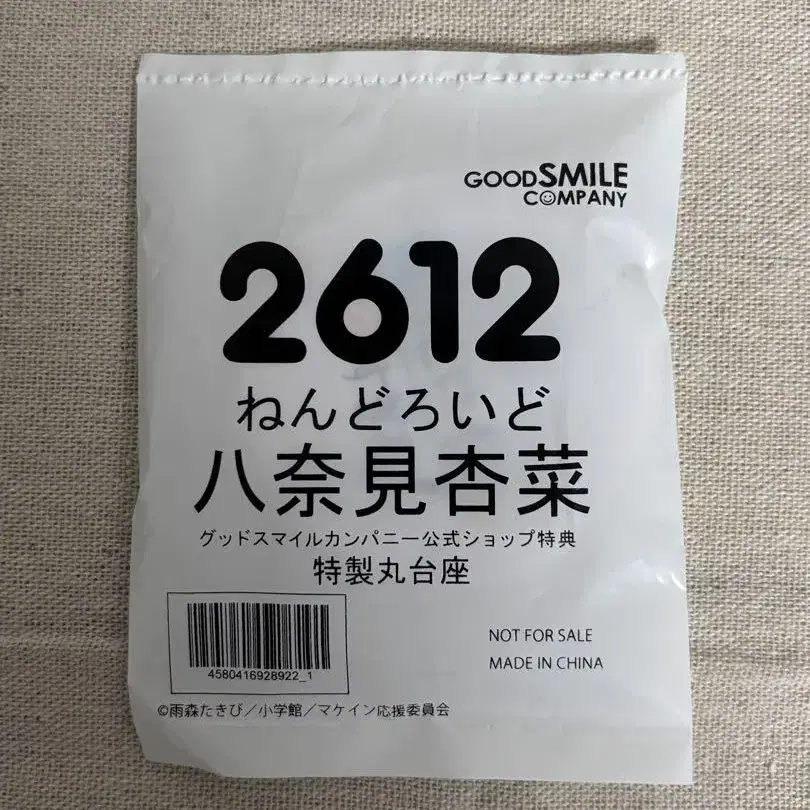 GOODSMILE
COMPANY
2612
ねんどろいど
八奈見杏菜
グッドスマイルカンパニー公式ショップ特典
特製丸台座
4580416928922_1
NOT FOR SALE
MADE IN CHINA
©雨森たきび／小学館／マケイン応援委員会